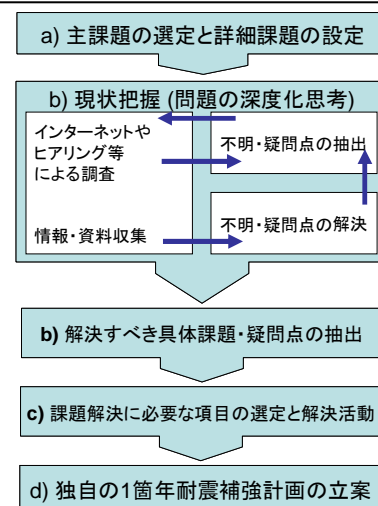 a) 主課題の選定と詳細課題の設定
b) 現状把握 (問題の深度化思考)
インターネットや
ヒアリング等
による調査
不明・疑問点の抽出
情報・資料収集
不明・疑問点の解決
b) 解決すべき具体課題・疑問点の抽出
c) 課題解決に必要な項目の選定と解決活動
d) 独自の1箇年耐震補強計画の立案